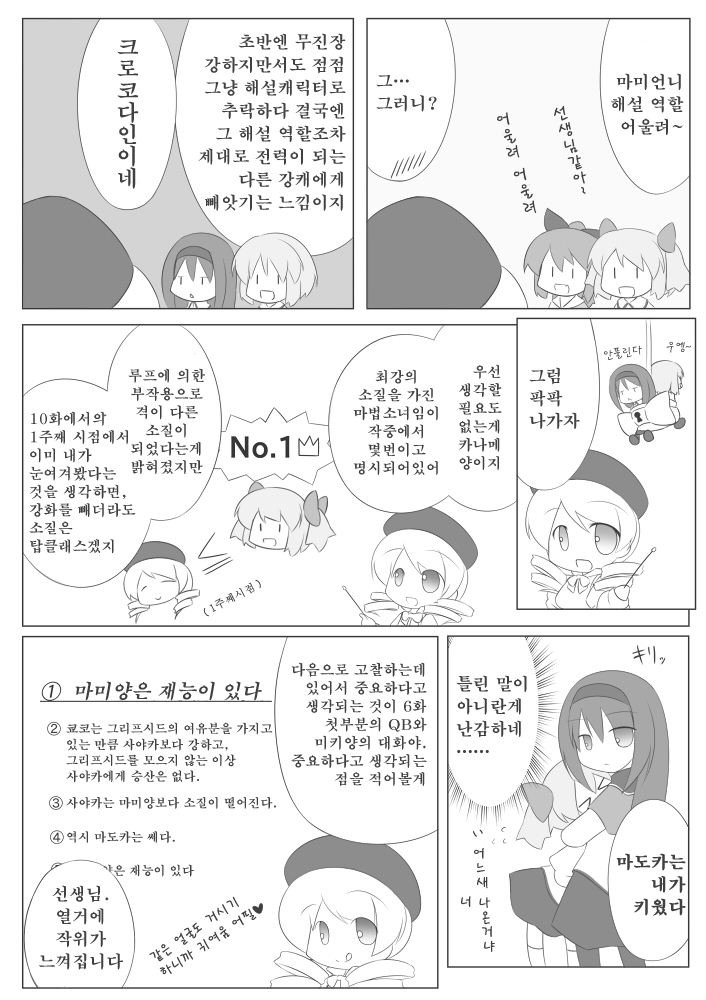 마미언니
해설 역할
어울려~
선생님같아~
어울려 어울려
그…
그러니?
초반엔 무진장
강하지만서도 점점
그냥 해설캐릭터로
추락하다 결국엔
그 해설 역할조차
제대로 전력이 되는
다른 강캐에게
빼앗기는 느낌이지
크로코다인이네
우엥~
안풀린다
그럼
팍팍
나가자
우선
생각할
필요도
없는게
카나메
양이지
최강의
소질을 가진
마법소녀임이
작중에서
몇번이고
명시되어있어
No.1
루프에 의한
부작용으로
격이 다른
소질이
되었다는게
밝혀졌지만
10화에서의
1주째 시점에서
이미 내가
눈여겨봤다는
것을 생각하면,
강화를 빼더라도
소질은
탑클래스겠지
(1주째시점)
キリッ
틀린 말이
아니란게
난감하네
……
마도카는
내가
키웠다
어느새 나온거냐
너
다음으로 고찰하는데
있어서 중요하다고
생각되는 것이 6화
첫부분의 QB와
미키양의 대화야.
중요하다고 생각되는
점을 적어볼게
① 마미양은 재능이 있다
② 쿄코는 그리프시드의 여유분을 가지고
있는 만큼 사야카보다 강하고,
그리프시드를 모으지 않는 이상
사야카에게 승산은 없다.
③ 사야카는 마미양보다 소질이 떨어진다.
④ 역시 마도카는 쎄다.
양은 재능이 있다
선생님.
열거에
작위가
느껴집니다
같은 얼굴도 거시기
하니까 귀여움 어필♥